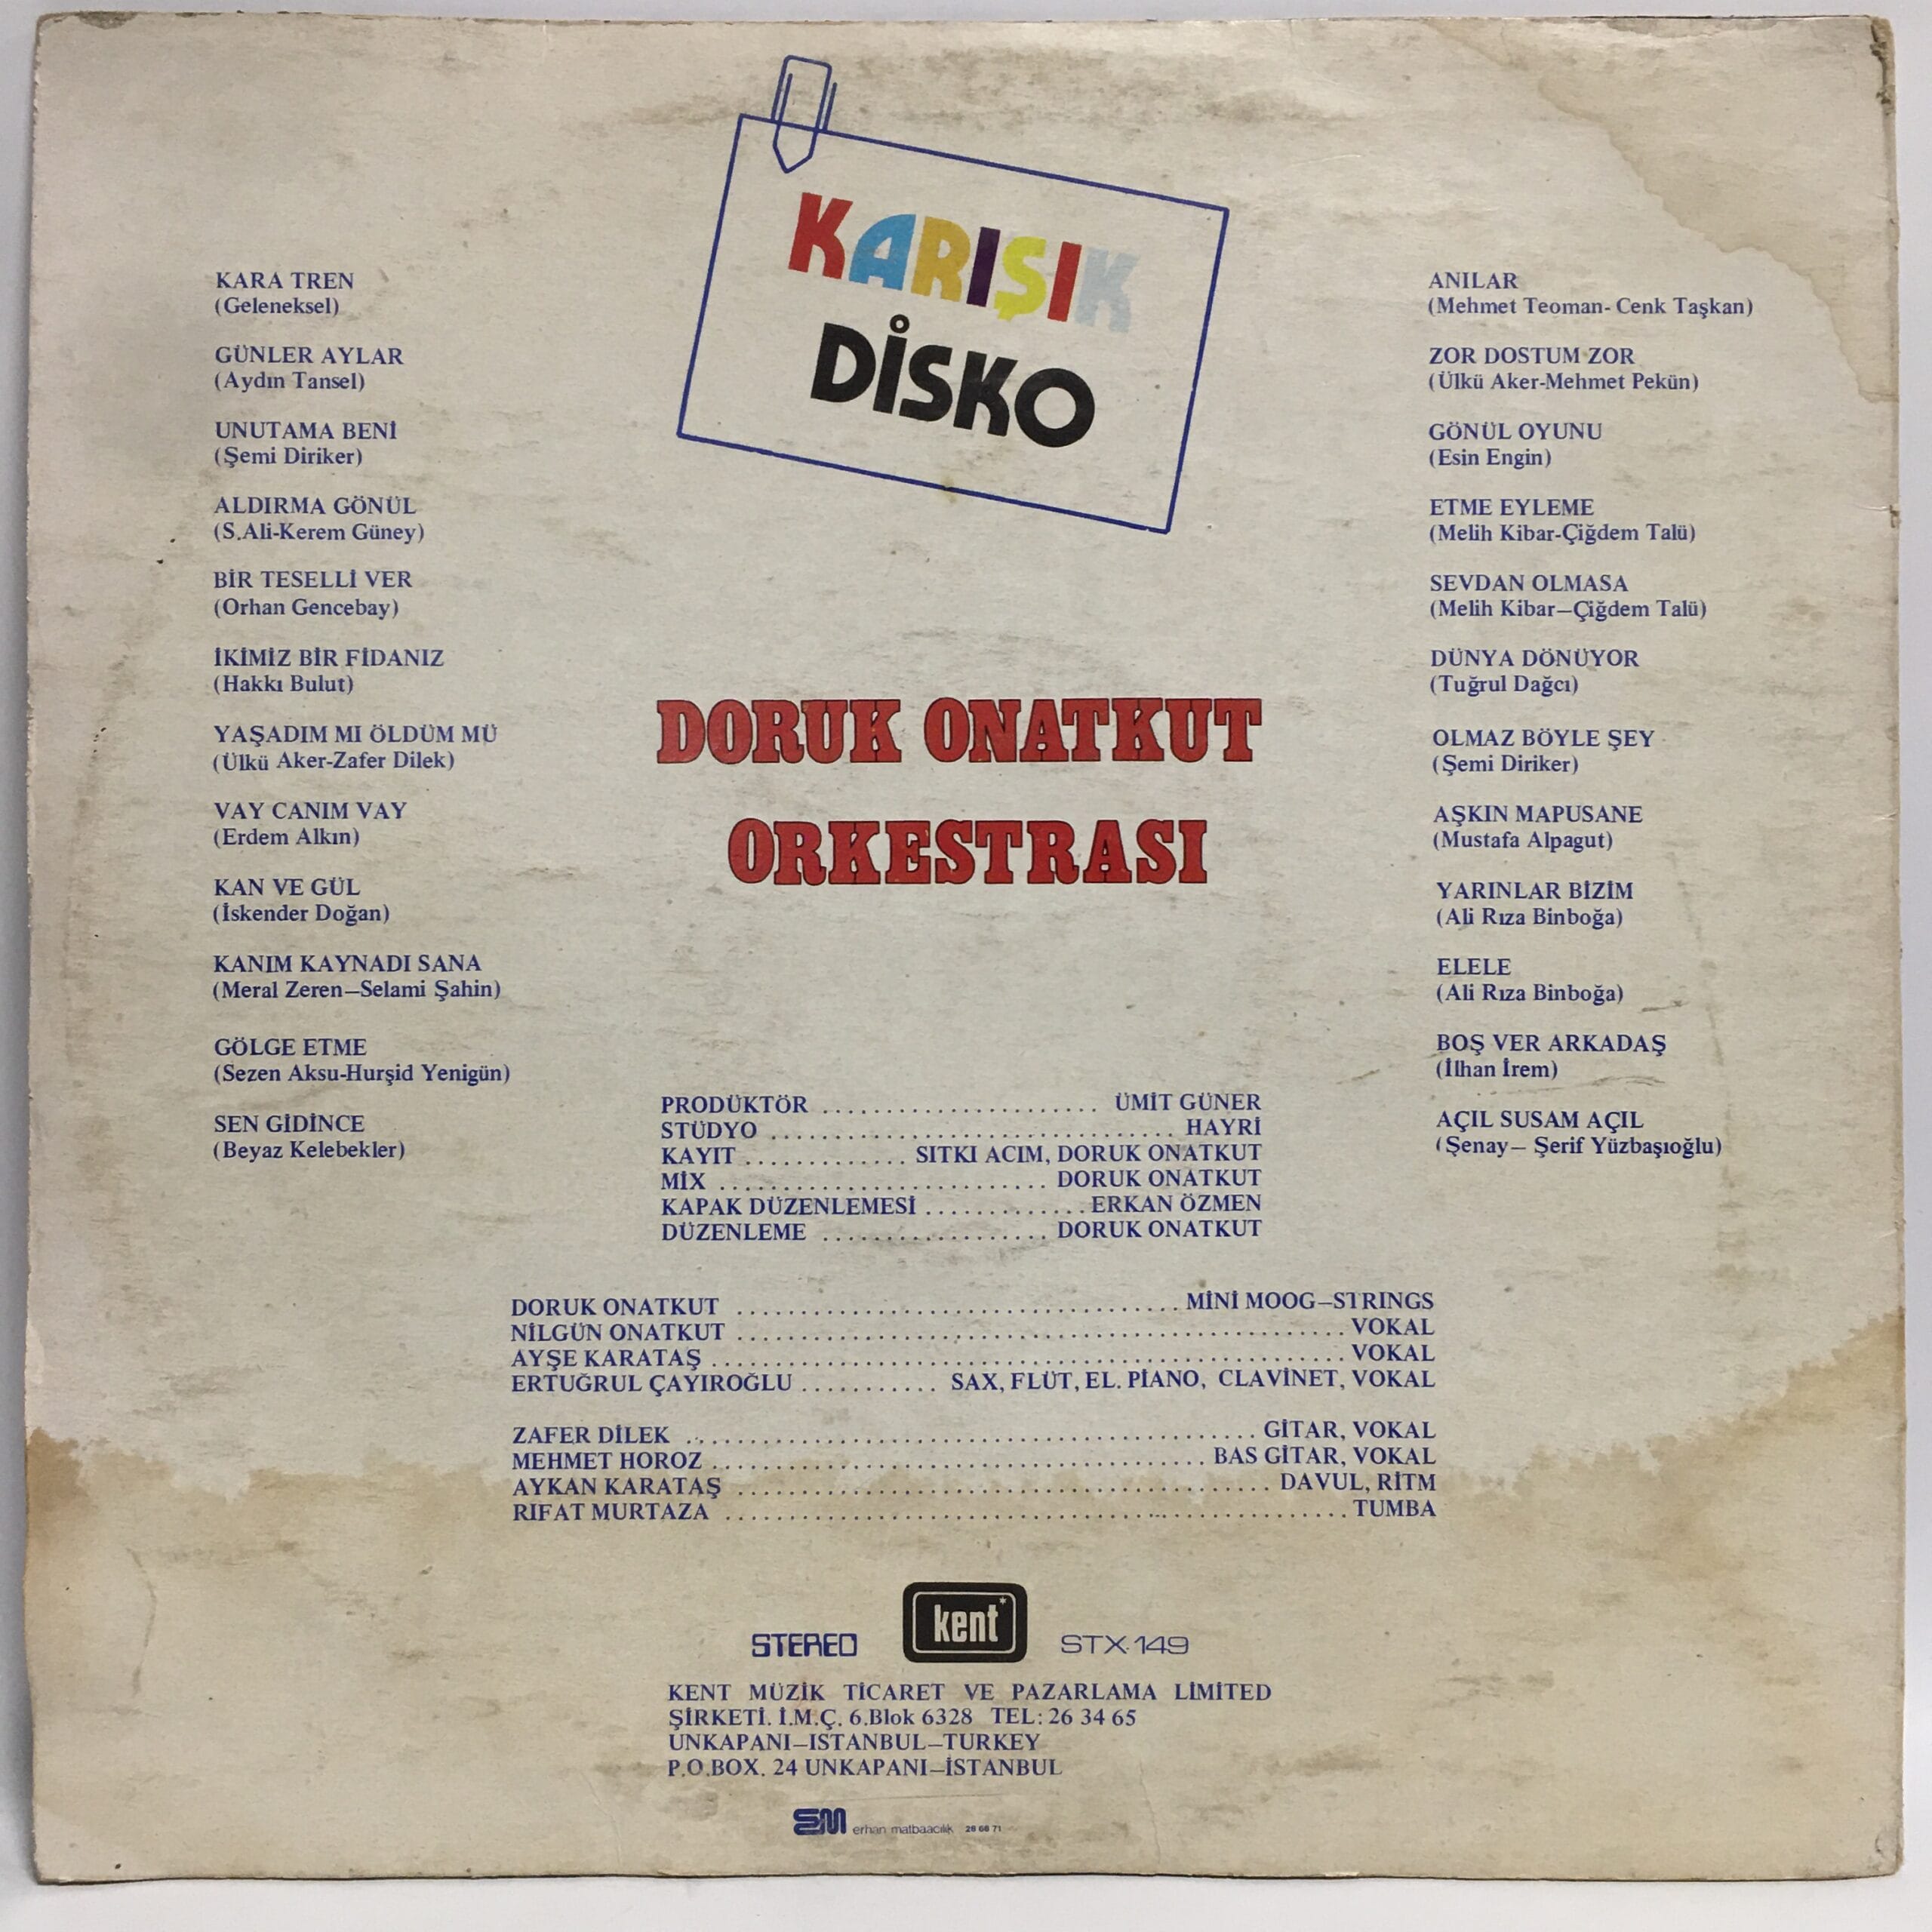 KARIŞIK
DİSKO
KARA TREN
(Geleneksel)
GÜNLER AYLAR
(Aydın Tansel)
UNUTAMA BENİ
(Şemi Diriker)
ALDIRMA GÖNÜL
(S.Ali-Kerem Güney)
BİR TESELLİ VER
(Orhan Gencebay)
İKİMİZ BİR FİDANIZ
(Hakkı Bulut)
YAŞADIM MI ÖLDÜM MÜ
(Ülkü Aker-Zafer Dilek)
VAY CANIM VAY
(Erdem Alkın)
KAN VE GÜL
(İskender Doğan)
KANIM KAYNADI SANA
(Meral Zeren–Selami Şahin)
GÖLGE ETME
(Sezen Aksu-Hurşid Yenigün)
SEN GİDİNCE
(Beyaz Kelebekler)
DORUK ONATKUT
ORKESTRASI
ANILAR
(Mehmet Teoman- Cenk Taşkan)
ZOR DOSTUM ZOR
(Ülkü Aker-Mehmet Pekün)
GÖNÜL OYUNU
(Esin Engin)
ETME EYLEME
(Melih Kibar-Çiğdem Talü)
SEVDAN OLMASA
(Melih Kibar–Çiğdem Talü)
DÜNYA DÖNÜYOR
(Tuğrul Dağcı)
OLMAZ BÖYLE ŞEY
(Şemi Diriker)
AŞKIN MAPUSANE
(Mustafa Alpagut)
YARINLAR BİZİM
(Ali Rıza Binboğa)
ELELE
(Ali Rıza Binboğa)
BOŞ VER ARKADAŞ
(İlhan İrem)
AÇIL SUSAM AÇIL
(Şenay– Şerif Yüzbaşıoğlu)
PRODÜKTÖR ...................... ÜMİT GÜNER
STÜDYO ................................ HAYRİ
KAYIT ............. SITKI ACIM, DORUK ONATKUT
MİX .......................... DORUK ONATKUT
KAPAK DÜZENLEMESİ ............. ERKAN ÖZMEN
DÜZENLEME .................. DORUK ONATKUT
DORUK ONATKUT ................................... MİNİ MOOG–STRINGS
NİLGÜN ONATKUT ................................................ VOKAL
AYŞE KARATAŞ .................................................. VOKAL
ERTUĞRUL ÇAYIROĞLU ........... SAX, FLÜT, EL. PİANO, CLAVİNET, VOKAL
ZAFER DİLEK ............................................. GİTAR, VOKAL
MEHMET HOROZ ....................................... BAS GİTAR, VOKAL
AYKAN KARATAŞ .......................................... DAVUL, RİTM
RIFAT MURTAZA ................................................. TUMBA
STEREO kent* STX-149
KENT MÜZİK TİCARET VE PAZARLAMA LİMİTED
ŞİRKETİ. İ.M.Ç. 6.Blok 6328 TEL: 26 34 65
UNKAPANI–ISTANBUL–TURKEY
P.O.BOX. 24 UNKAPANI–İSTANBUL
EM erhan matbaacılık 28 66 71